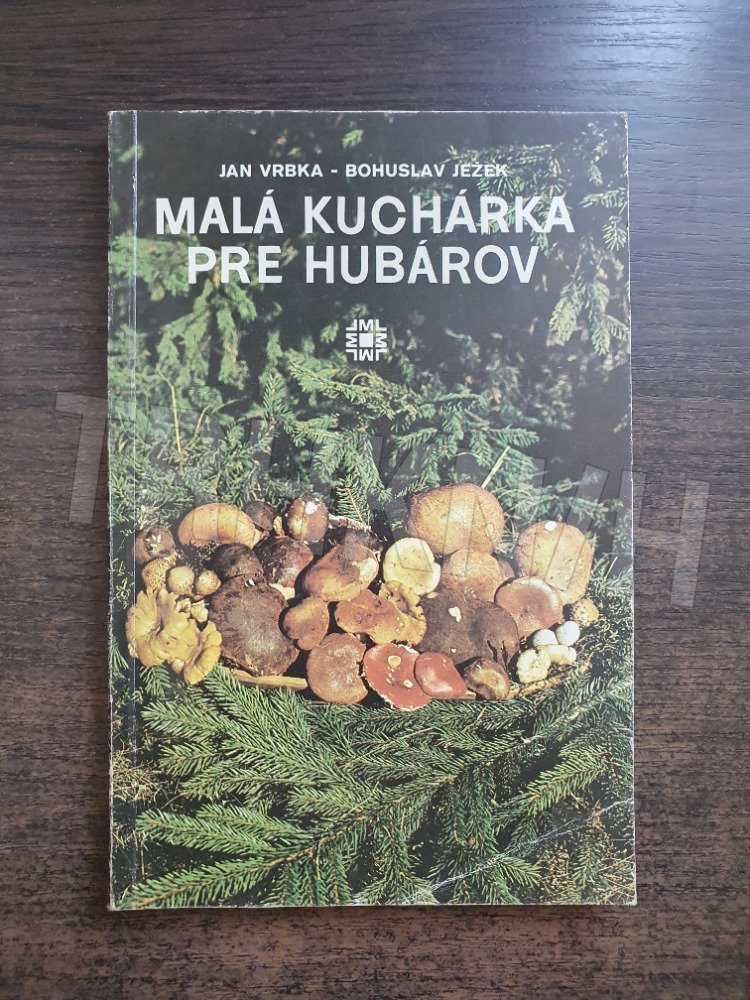 JAN VRBKA - BOHUSLAV JEŽEK
MALÁ KUCHÁRKA
PRE HUBÁROV